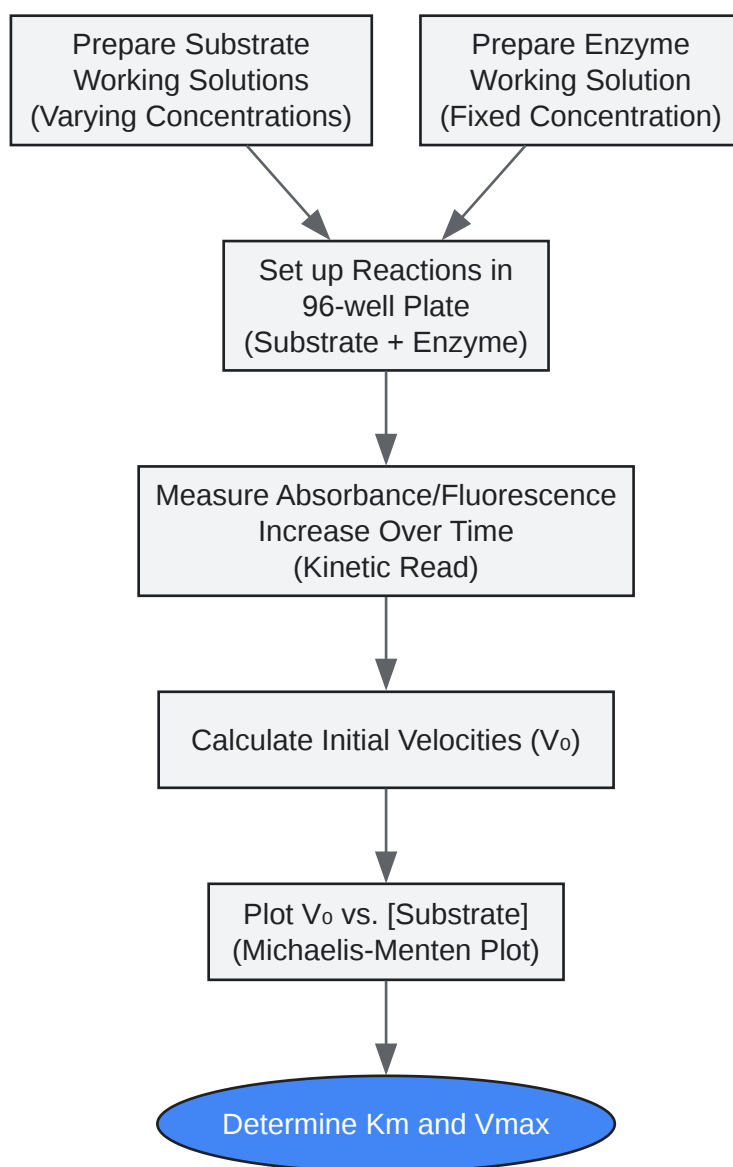 Prepare Substrate
Working Solutions
(Varying Concentrations)
Prepare Enzyme
Working Solution
(Fixed Concentration)
Set up Reactions in
96-well Plate
(Substrate + Enzyme)
Measure Absorbance/Fluorescence
Increase Over Time
(Kinetic Read)
Calculate Initial Velocities (V₀)
Plot V₀ vs. [Substrate]
(Michaelis-Menten Plot)
Determine Km and Vmax